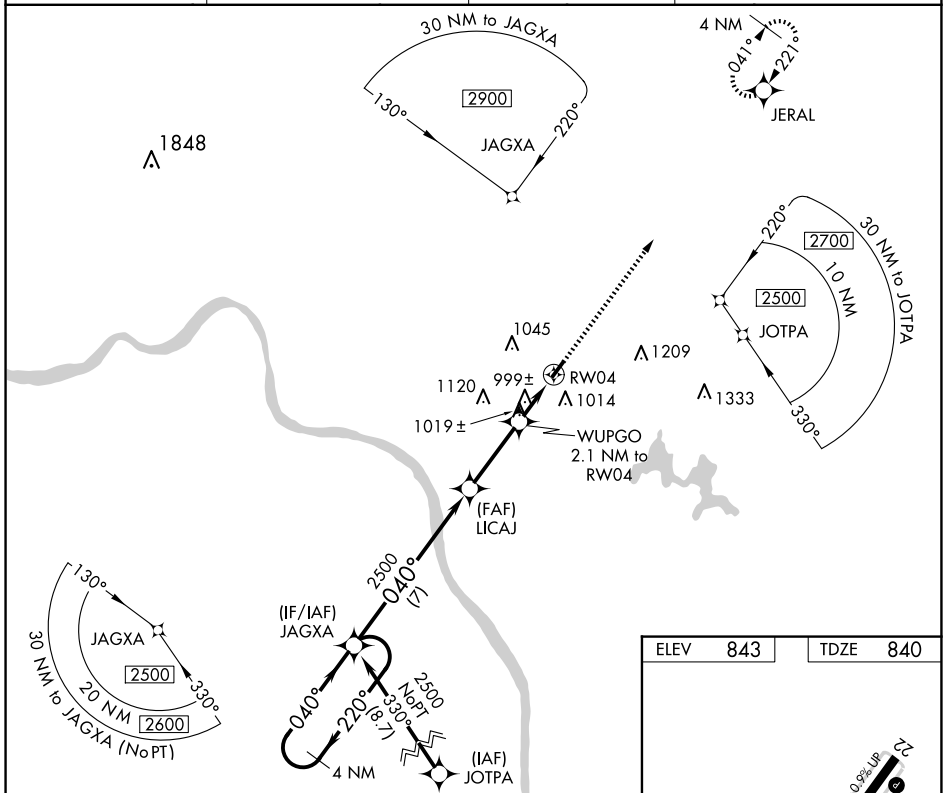 30 NM to JAGXA
2900
130°
220°
JAGXA
4 NM
041°
221°
JERAL
1848
220°
2700
30 NM to JOTPA
10 NM
2500
JOTPA
330°
1045
1209
1120
999±
RW04
1014
1333
1019±
WUPGO
2.1 NM to
RW04
(FAF)
LICAJ
2500
040°
(7)
(IF/IAF)
JAGXA
130°
JAGXA
2500
330°
20 NM
2600
30 NM to JAGXA (NoPT)
040°
220°
4 NM
2500
NoPT
330°
(8.7)
(IAF)
JOTPA
ELEV 843
TDZE 840
0.9% UP
22
P